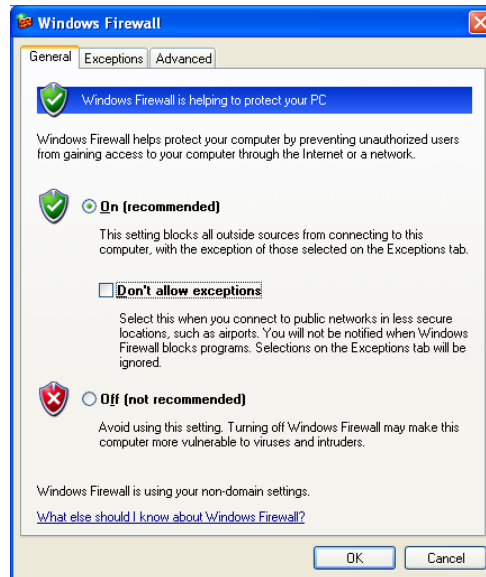 Windows Firewall
General Exceptions Advanced
Windows Firewall is helping to protect your PC
Windows Firewall helps protect your computer by preventing unauthorized users
from gaining access to your computer through the Internet or a network.
On (recommended)
This setting blocks all outside sources from connecting to this
computer, with the exception of those selected on the Exceptions tab.
Don't allow exceptions
Select this when you connect to public networks in less secure
locations, such as airports. You will not be notified when Windows
Firewall blocks programs. Selections on the Exceptions tab will be
ignored.
Off (not recommended)
Avoid using this setting. Turning off Windows Firewall may make this
computer more vulnerable to viruses and intruders.
Windows Firewall is using your non-domain settings.
What else should I know about Windows Firewall?
OK Cancel